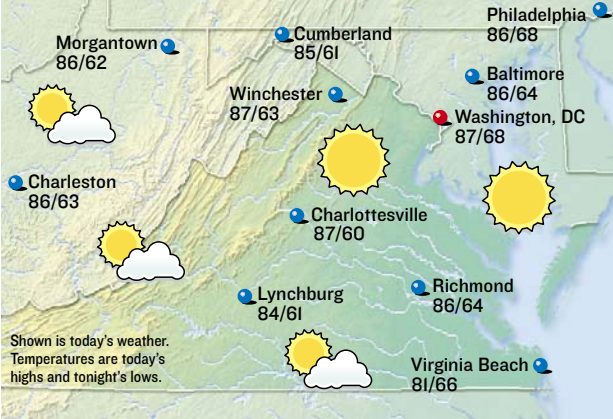 Philadelphia
86/68
Morgantown
86/62
Cumberland
85/61
Baltimore
86/64
Winchester
87/63
Washington, DC
87/68
Charleston
86/63
Charlottesville
87/60
Richmond
86/64
Lynchburg
84/61
Shown is today's weather.
Temperatures are today's
highs and tonight's lows.
Virginia Beach
81/66